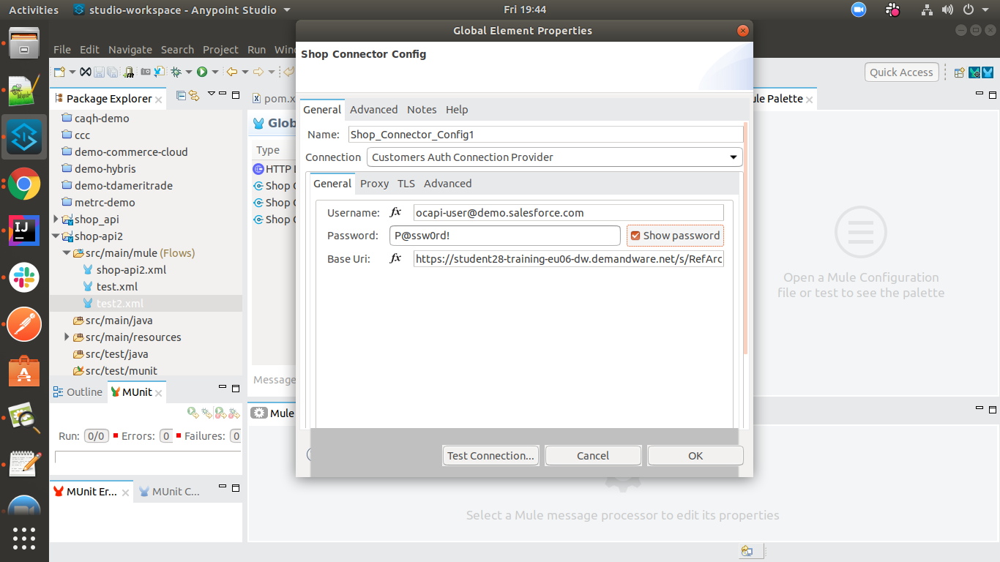 Activities
studio-workspace - Anypoint Studio
Fri 19:44
File Edit Navigate Search Project Run
Quick Access
Package Explorer
caqh-demo
ccc
demo-commerce-cloud
demo-hybris
demo-tdameritrade
metrc-demo
shop_api
shop-api2
src/main/mule (Flows)
shop-api2.xml
test.xml
test2.xml
src/main/java
src/main/resources
src/test/java
src/test/munit
Outline
MUnit
Run: 0/0 Errors: 0 Failures: 0
MUnit Er...
MUnit C...
pom.x
Glob
Type
HTTP
Shop
Shop
Shop
Message
Mule
Global Element Properties
Shop Connector Config
General Advanced Notes Help
Name: Shop_Connector_Config1
Connection Customers Auth Connection Provider
General Proxy TLS Advanced
Username: fx ocapi-user@demo.salesforce.com
Password: P@ssw0rd! Show password
Base Uri: fx https://student28-training-eu06-dw.demandware.net/s/RefArc
Test Connection... Cancel OK
Palette
Open a Mule Configuration
file or test to see the palette
Select a Mule message processor to edit its properties